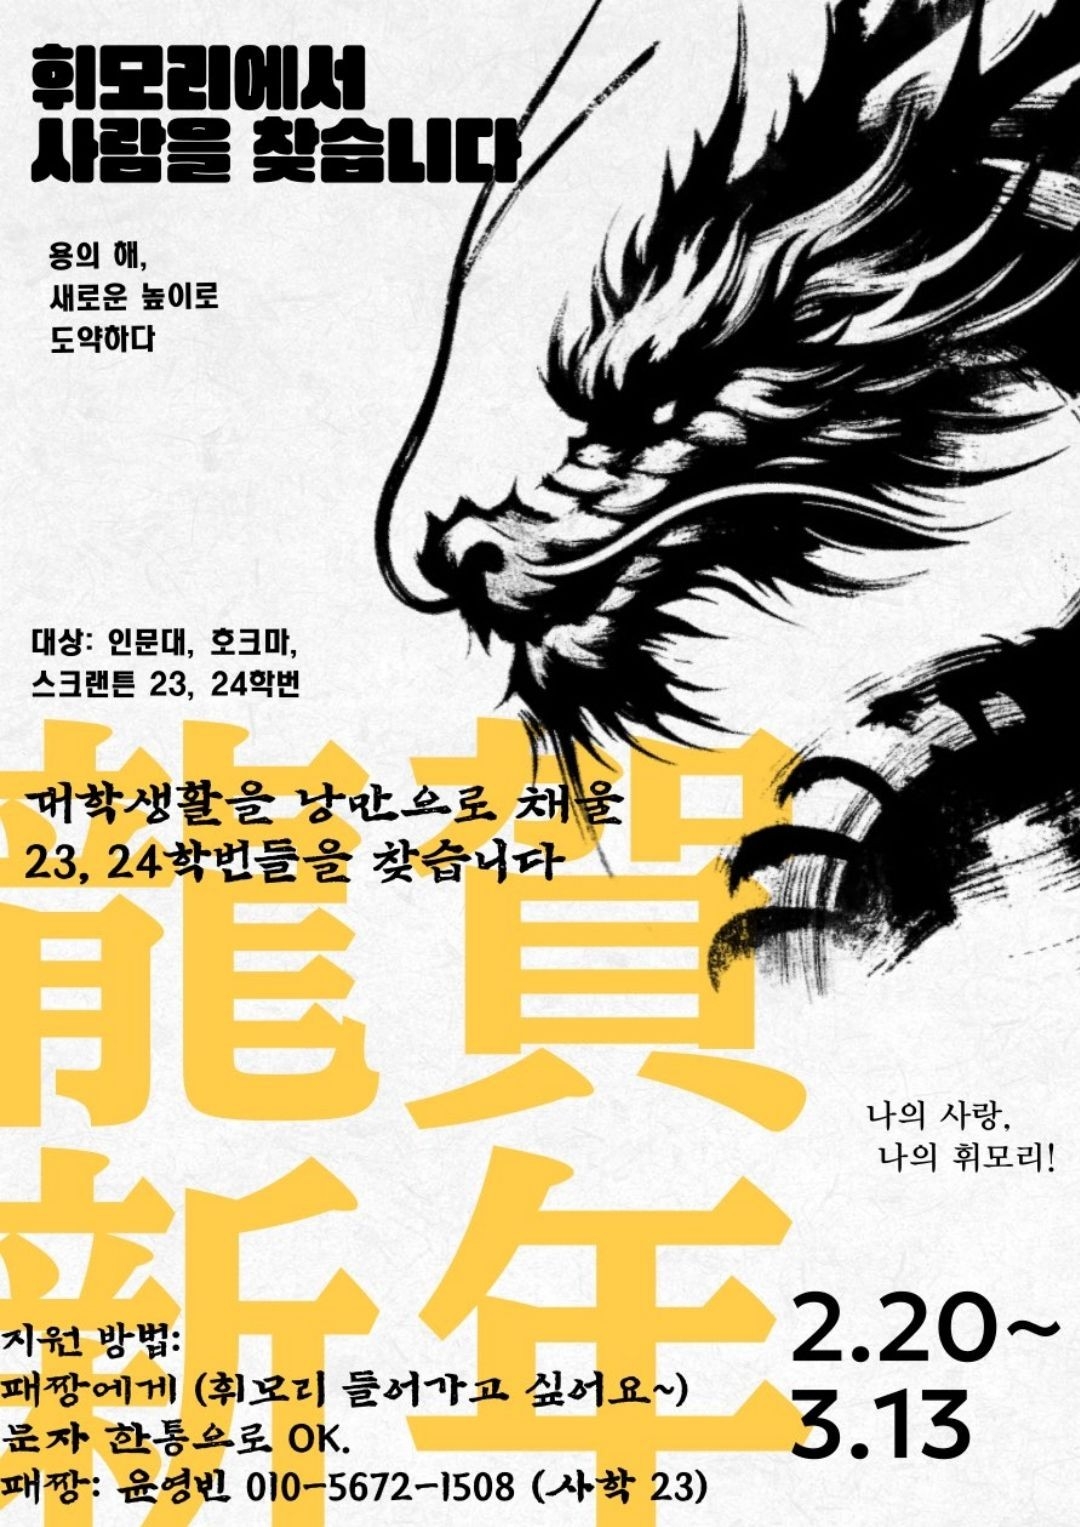 휘모리에서
사람을 찾습니다
용의 해,
새로운 높이로
도약하다
대상: 인문대, 호크마,
스크랜튼 23, 24학번
龍賀
대학생활을 낭만으로 채울
23, 24학번들을 찾습니다
나의 사랑,
나의 휘모리!
新年
2.20~
3.13
지원 방법:
패짱에게 (휘모리 들어가고 싶어요~)
문자 한통으로 OK.
패짱: 윤영빈 010-5672-1508 (사학 23)